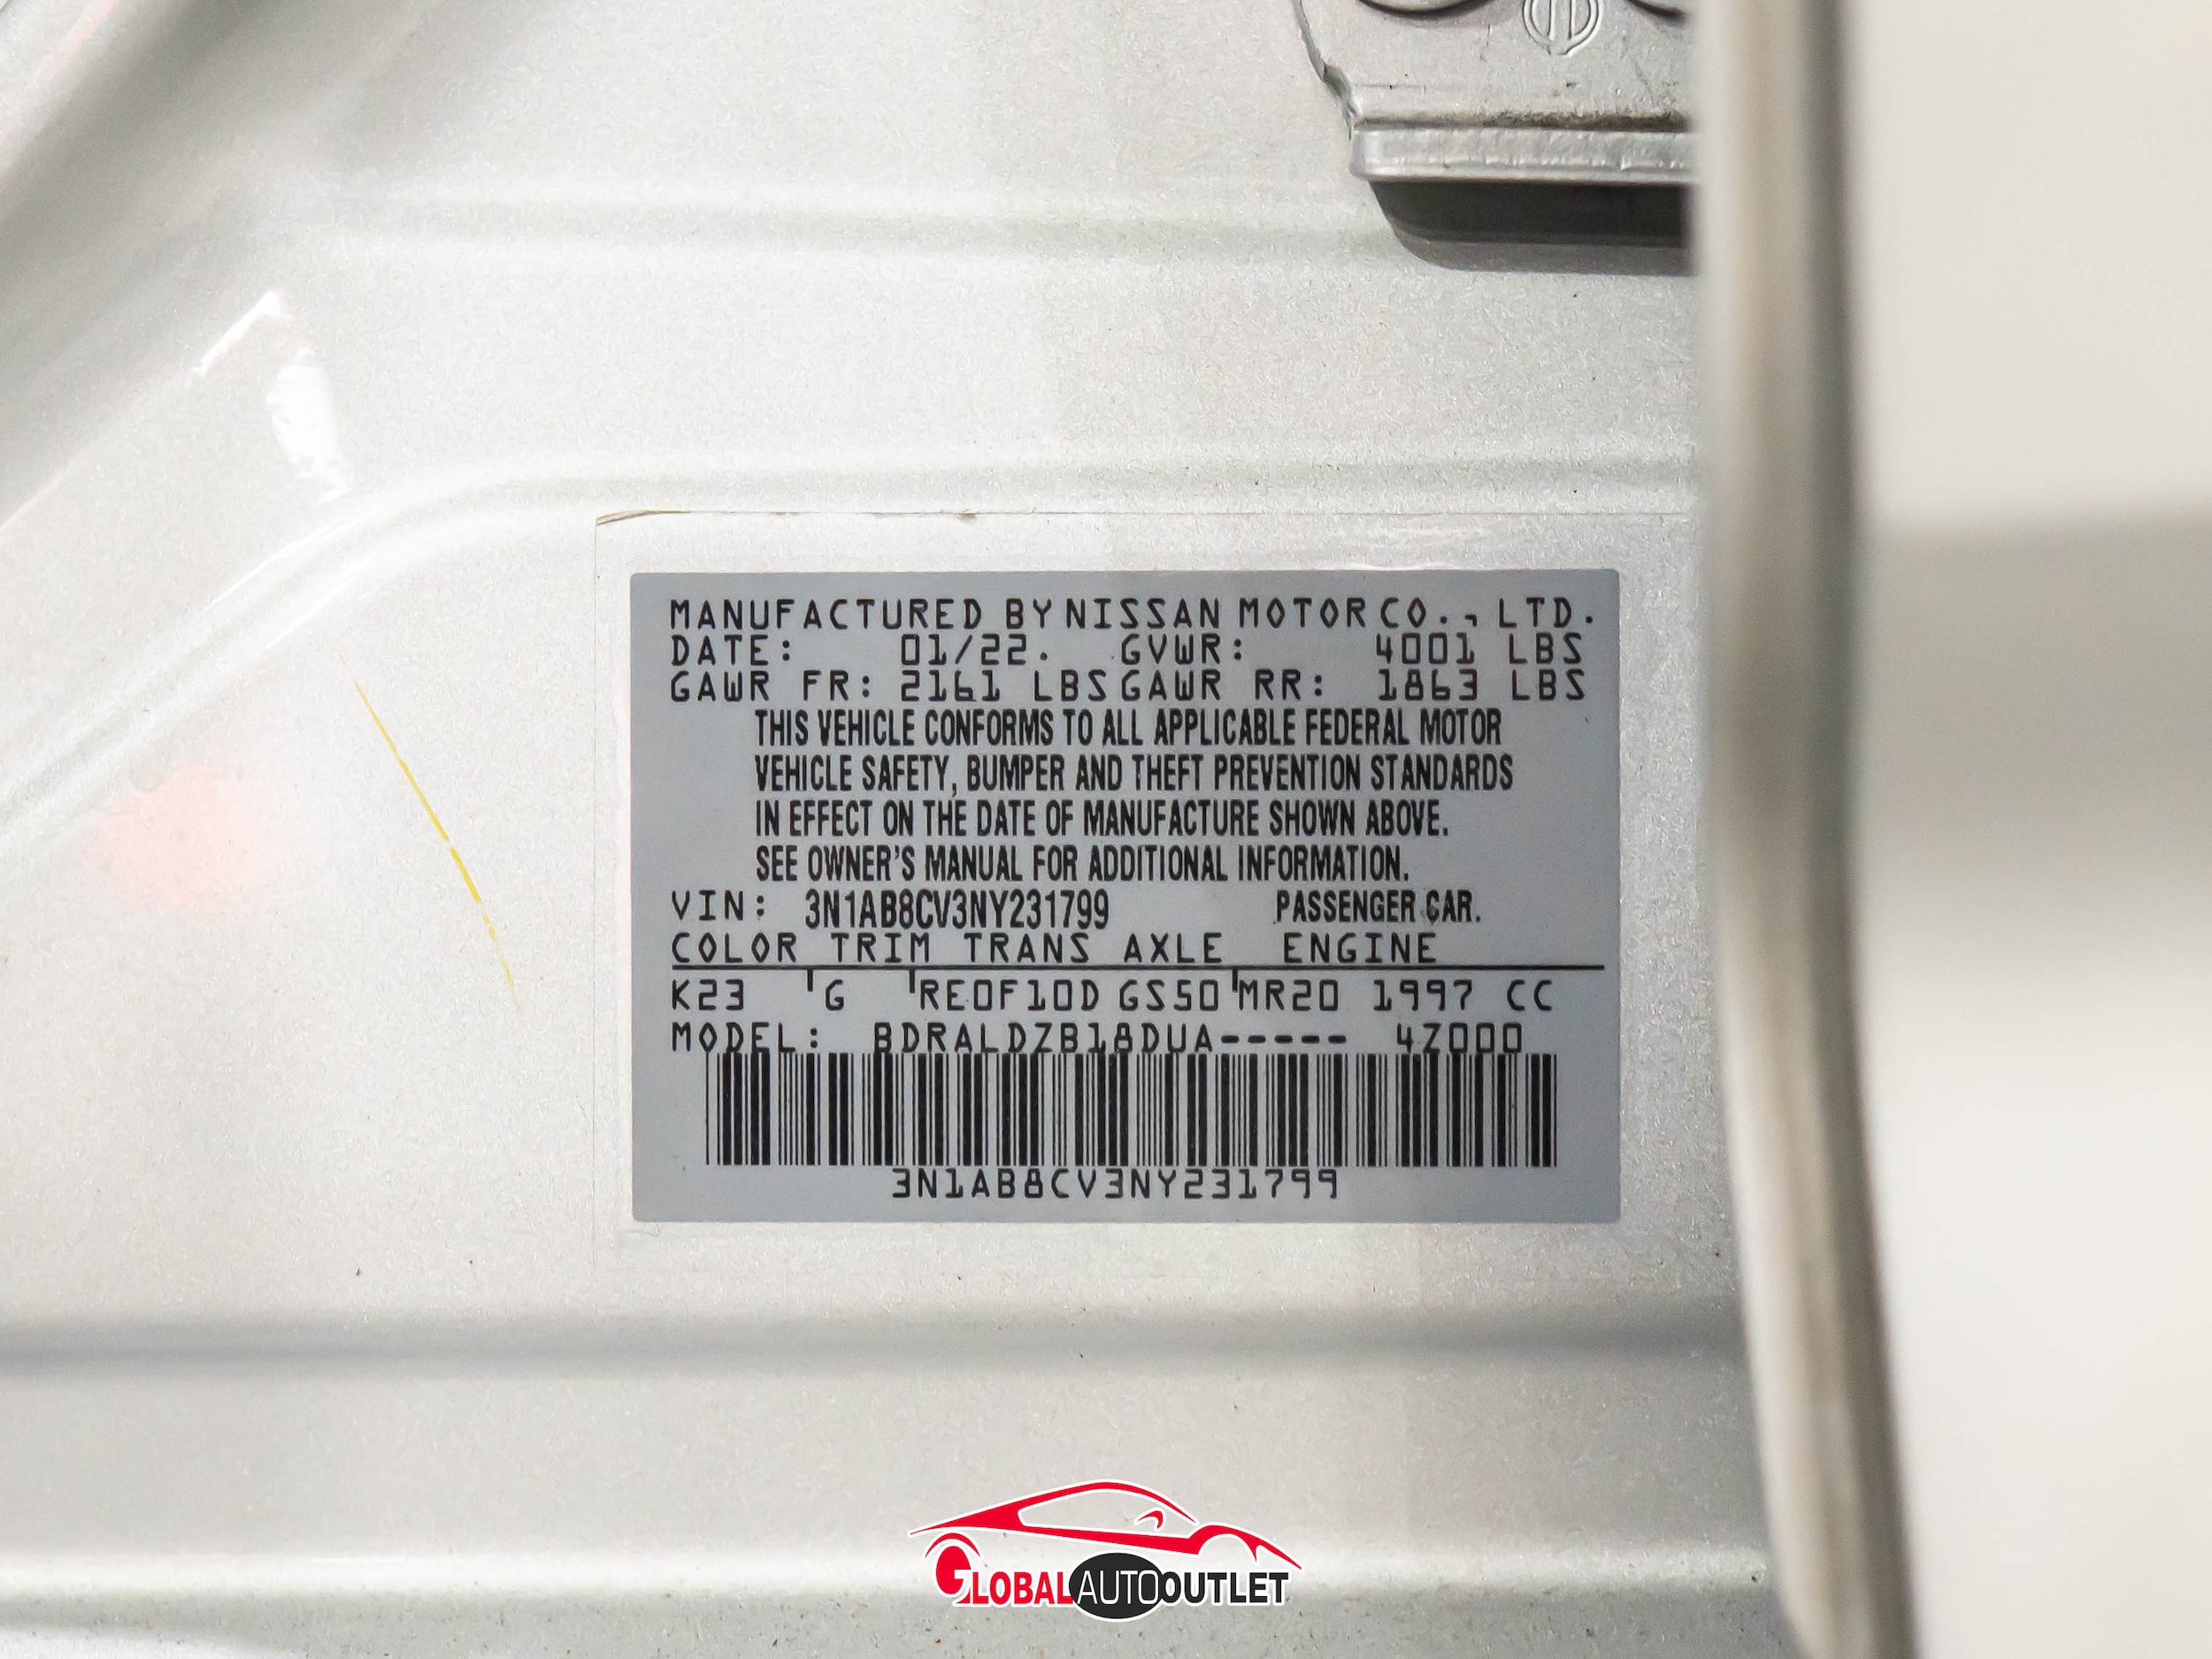 MANUFACTURED BY NISSAN MOTOR CO., LTD.
DATE: 01/22. GVWR: 4001 LBS
GAWR FR: 2161 LBS GAWR RR: 1863 LBS
THIS VEHICLE CONFORMS TO ALL APPLICABLE FEDERAL MOTOR
VEHICLE SAFETY, BUMPER AND THEFT PREVENTION STANDARDS
IN EFFECT ON THE DATE OF MANUFACTURE SHOWN ABOVE.
SEE OWNER'S MANUAL FOR ADDITIONAL INFORMATION.
VIN: 3N1AB8CV3NY231799 PASSENGER CAR.
COLOR TRIM TRANS AXLE ENGINE
K23 G RE0F10D GS50 MR20 1997 CC
MODEL: BDRALDZB18DUA----- 4Z000
3N1AB8CV3NY231799
GLOBALAUTOOUTLET